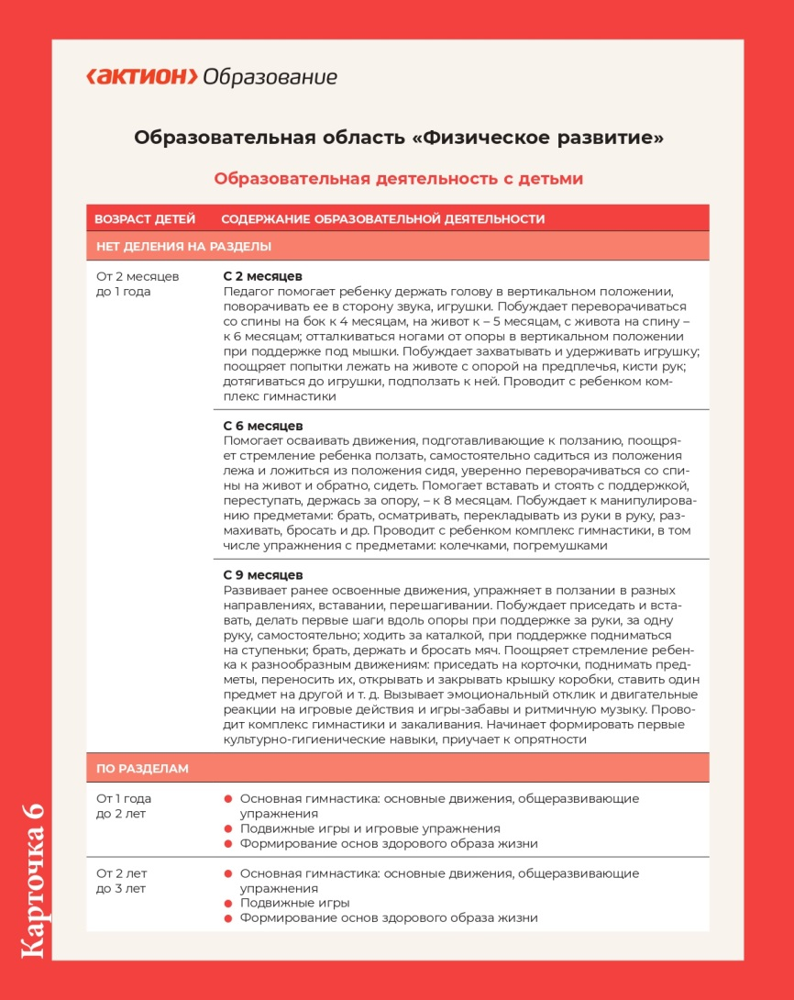 ‹актион› Образование
Образовательная область «Физическое развитие»
Образовательная деятельность с детьми
ВОЗРАСТ ДЕТЕЙ СОДЕРЖАНИЕ ОБРАЗОВАТЕЛЬНОЙ ДЕЯТЕЛЬНОСТИ
НЕТ ДЕЛЕНИЯ НА РАЗДЕЛЫ
От 2 месяцев
до 1 года
С 2 месяцев
Педагог помогает ребенку держать голову в вертикальном положении,
поворачивать ее в сторону звука, игрушки. Побуждает переворачиваться
со спины на бок к 4 месяцам, на живот к – 5 месяцам, с живота на спину –
к 6 месяцам; отталкиваться ногами от опоры в вертикальном положении
при поддержке под мышки. Побуждает захватывать и удерживать игрушку;
поощряет попытки лежать на животе с опорой на предплечья, кисти рук;
дотягиваться до игрушки, подползать к ней. Проводит с ребенком ком-
плекс гимнастики
С 6 месяцев
Помогает осваивать движения, подготавливающие к ползанию, поощря-
ет стремление ребенка ползать, самостоятельно садиться из положения
лежа и ложиться из положения сидя, уверенно переворачиваться со спи-
ны на живот и обратно, сидеть. Помогает вставать и стоять с поддержкой,
переступать, держась за опору, – к 8 месяцам. Побуждает к манипулирова-
нию предметами: брать, осматривать, перекладывать из руки в руку, раз-
махивать, бросать и др. Проводит с ребенком комплекс гимнастики, в том
числе упражнения с предметами: колечками, погремушками
С 9 месяцев
Развивает ранее освоенные движения, упражняет в ползании в разных
направлениях, вставании, перешагивании. Побуждает приседать и вста-
вать, делать первые шаги вдоль опоры при поддержке за руки, за одну
руку, самостоятельно; ходить за каталкой, при поддержке подниматься
на ступеньки; брать, держать и бросать мяч. Поощряет стремление ребен-
ка к разнообразным движениям: приседать на корточки, поднимать пред-
меты, переносить их, открывать и закрывать крышку коробки, ставить один
предмет на другой и т. д. Вызывает эмоциональный отклик и двигательные
реакции на игровые действия и игры-забавы и ритмичную музыку. Прово-
дит комплекс гимнастики и закаливания. Начинает формировать первые
культурно-гигиенические навыки, приучает к опрятности
ПО РАЗДЕЛАМ
От 1 года
до 2 лет
● Основная гимнастика: основные движения, общеразвивающие
упражнения
● Подвижные игры и игровые упражнения
● Формирование основ здорового образа жизни
От 2 лет
до 3 лет
● Основная гимнастика: основные движения, общеразвивающие
упражнения
● Подвижные игры
● Формирование основ здорового образа жизни
Карточка 6